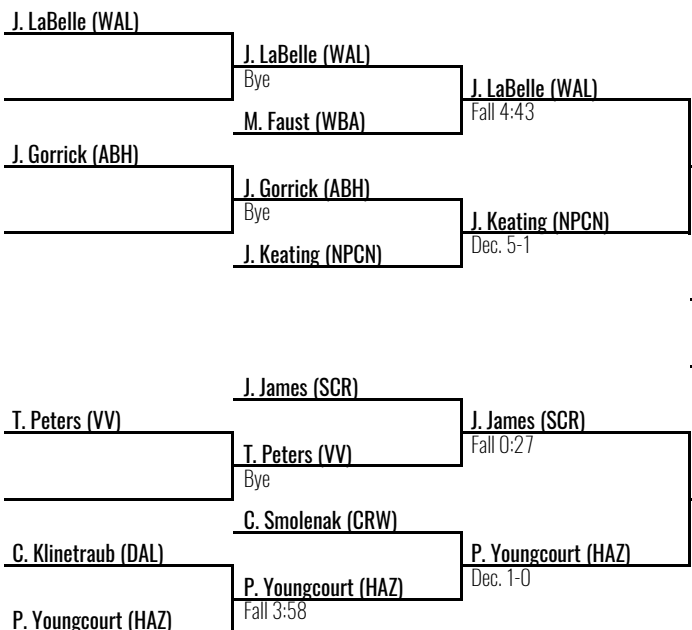 J. LaBelle (WAL)
J. LaBelle (WAL)
Bye
J. LaBelle (WAL)
Fall 4:43
M. Faust (WBA)
J. Gorrick (ABH)
J. Gorrick (ABH)
Bye
J. Keating (NPCN)
Dec. 5-1
J. Keating (NPCN)
J. James (SCR)
T. Peters (VV)
J. James (SCR)
Fall 0:27
T. Peters (VV)
Bye
C. Smolenak (CRW)
C. Klinetraub (DAL)
P. Youngcourt (HAZ)
Dec. 1-0
P. Youngcourt (HAZ)
Fall 3:58
P. Youngcourt (HAZ)